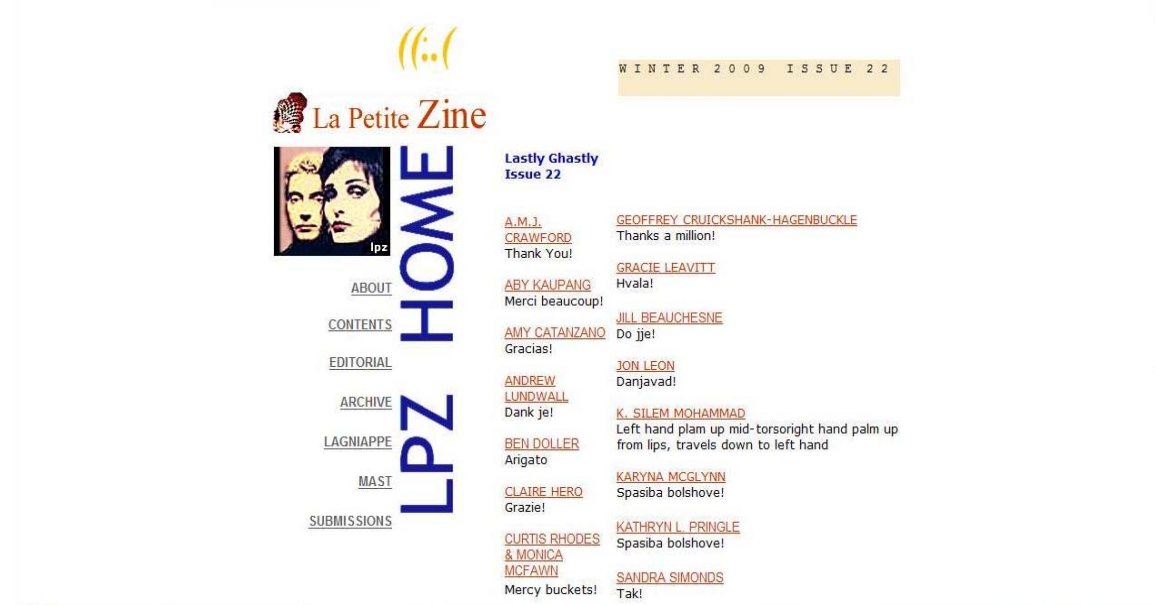 ((;..(
WINTER 2009 ISSUE 22
La Petite Zine
lpz
ABOUT
CONTENTS
EDITORIAL
ARCHIVE
LAGNIAPPE
MAST
SUBMISSIONS
LPZ HOME
Lastly Ghastly
Issue 22
A.M.J.
CRAWFORD
Thank You!
ABY KAUPANG
Merci beaucoup!
AMY CATANZANO
Gracias!
ANDREW
LUNDWALL
Dank je!
BEN DOLLER
Arigato
CLAIRE HERO
Grazie!
CURTIS RHODES
& MONICA
MCFAWN
Mercy buckets!
GEOFFREY CRUICKSHANK-HAGENBUCKLE
Thanks a million!
GRACIE LEAVITT
Hvala!
JILL BEAUCHESNE
Do jje!
JON LEON
Danjavad!
K. SILEM MOHAMMAD
Left hand plam up mid-torsoright hand palm up
from lips, travels down to left hand
KARYNA MCGLYNN
Spasiba bolshove!
KATHRYN L. PRINGLE
Spasiba bolshove!
SANDRA SIMONDS
Tak!